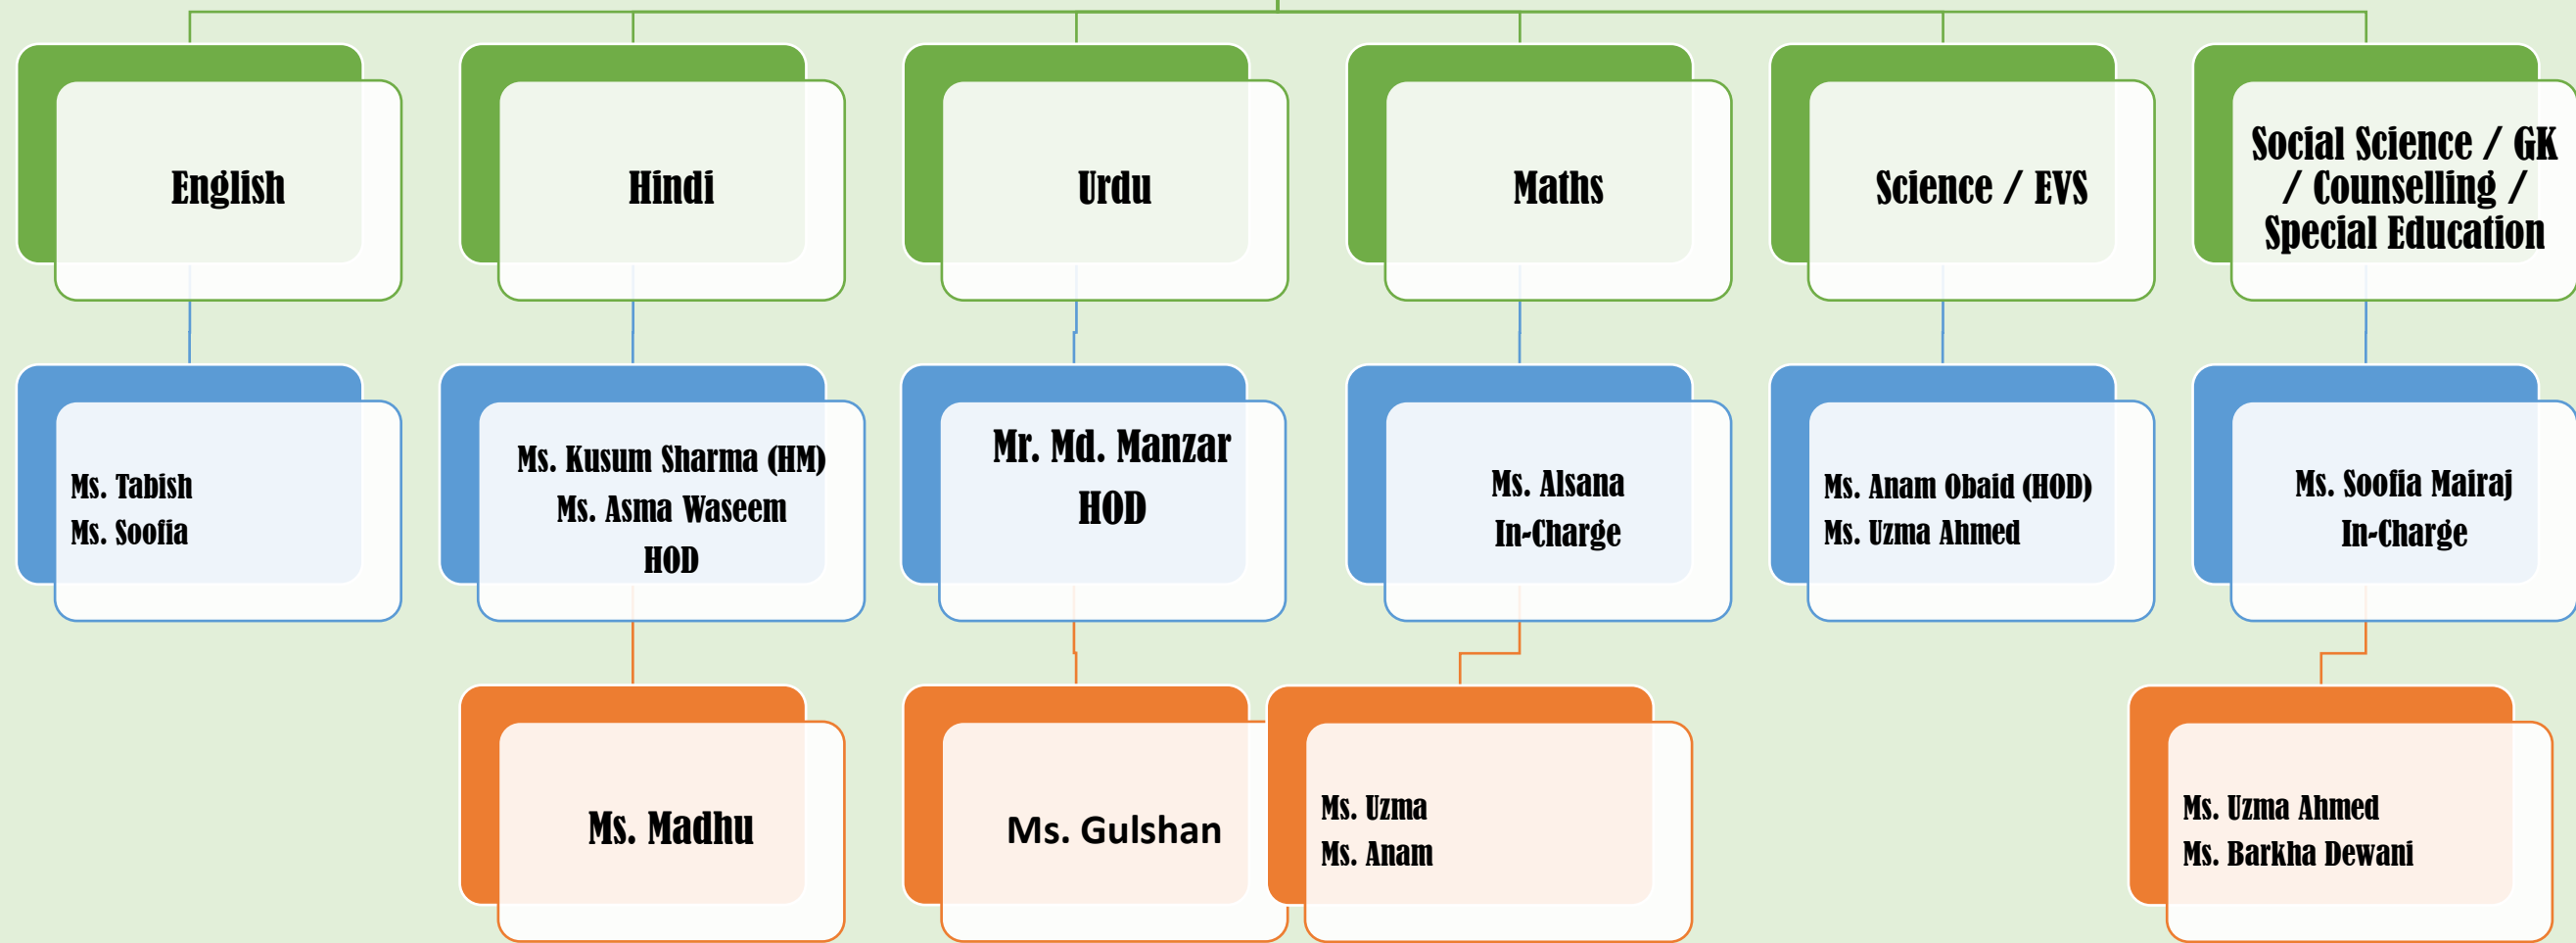 English
Hindi
Urdu
Maths
Science / EVS
Social Science / GK
/ Counselling /
Special Education
Ms. Tabish
Ms. Soofia
Ms. Kusum Sharma (HM)
Ms. Asma Waseem
HOD
Mr. Md. Manzar
HOD
Ms. Alsana
In-Charge
Ms. Anam Obaid (HOD)
Ms. Uzma Ahmed
Ms. Soofia Mairaj
In-Charge
Ms. Madhu
Ms. Gulshan
Ms. Uzma
Ms. Anam
Ms. Uzma Ahmed
Ms. Barkha Dewani